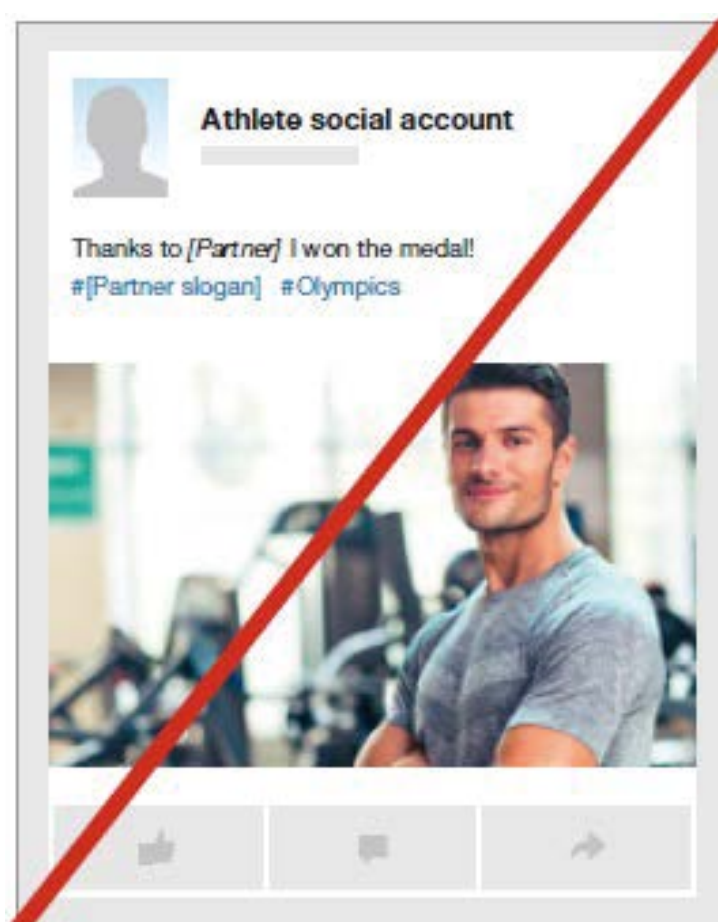 Athlete social account
Thanks to [Partner] I won the medal!
#[Partner slogan] #Olympics